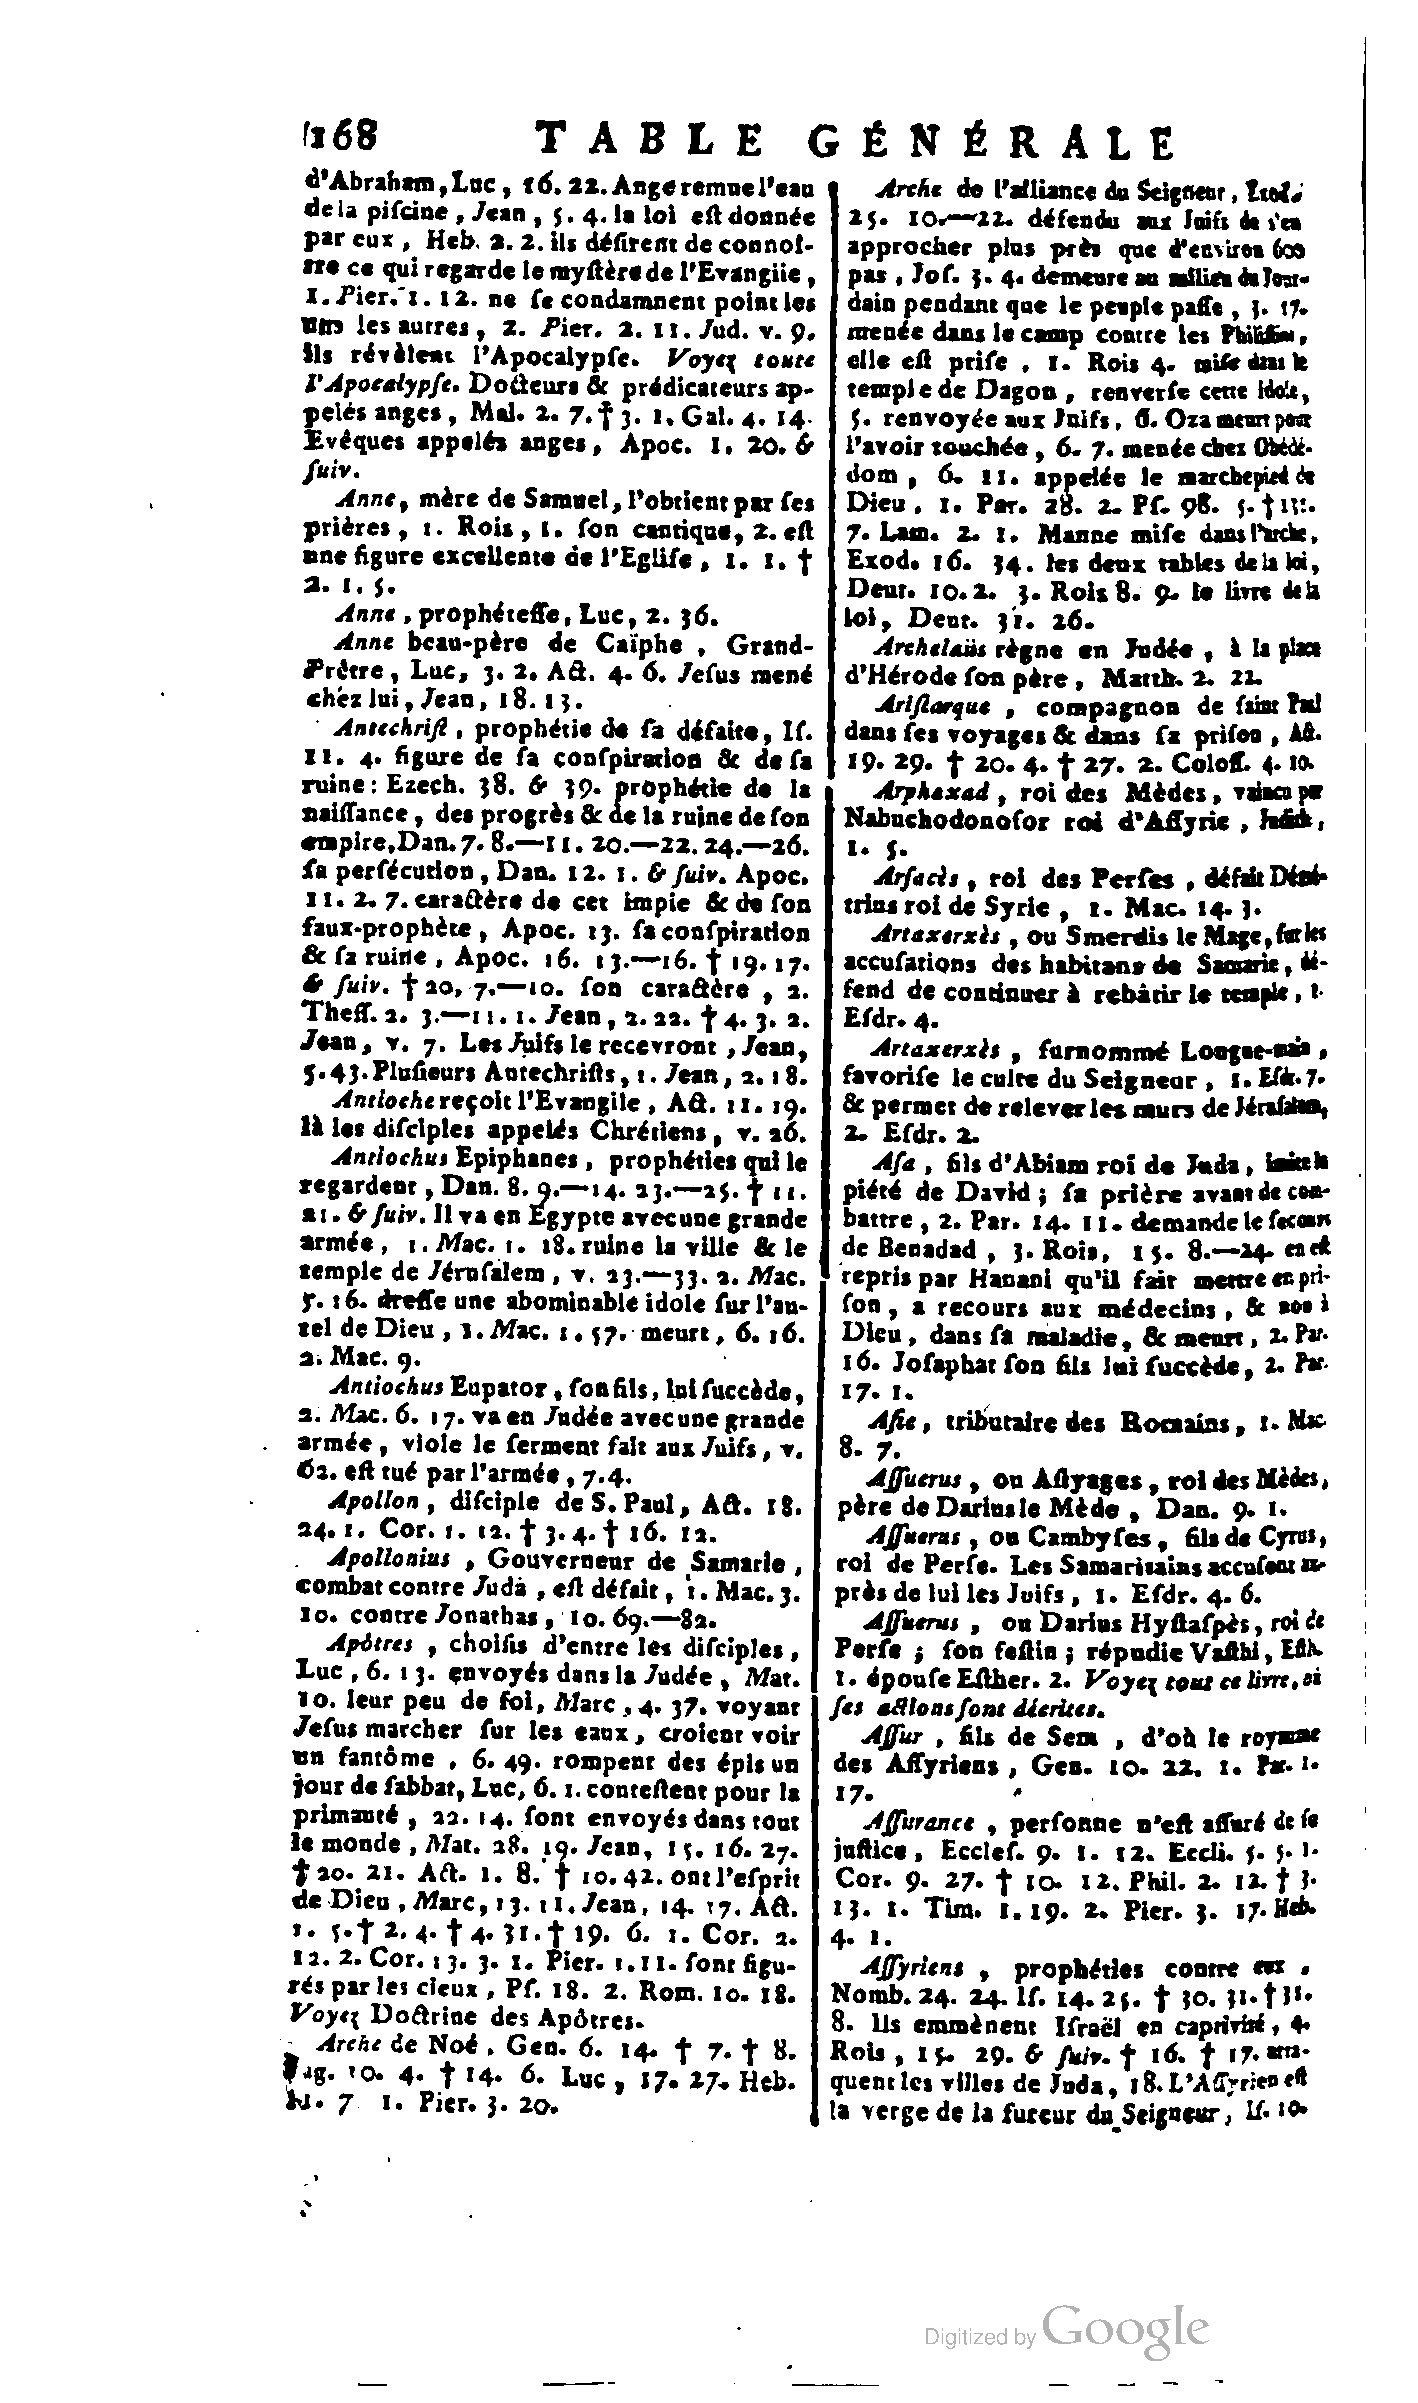 168 TABLE GÉNÉRALE
d'Abraham, Luc, 16. 22. Ange remue l'eau
de la piſcine, Jean, 5. 4. la loi eſt donnée
par eux, Heb. 2. 2. ils déſirent de connoî-
tre ce qui regarde le myſtère de l'Evangile,
1. Pier. 1. 12. ne ſe condamnent point les
uns les autres, 2. Pier. 2. 11. Jud. v. 9.
Ils révèlent l'Apocalypſe. Voyez toute
l'Apocalypſe. Docteurs & prédicateurs ap-
pelés anges, Mal. 2. 7. † 3. 1. Gal. 4. 14.
Evêques appelés anges, Apoc. 1. 20. &
ſuiv.
Anne, mère de Samuel, l'obtient par ſes
prières, 1. Rois, 1. ſon cantique, 2. eſt
une figure excellente de l'Egliſe, 1. 1. †
2. 1. 5.
Anne, prophéteſſe, Luc, 2. 36.
Anne beau-père de Caïphe, Grand-
Prêtre, Luc, 3. 2. Act. 4. 6. Jeſus mené
chez lui, Jean, 18. 13.
Antechriſt, prophétie de ſa défaite, Iſ.
11. 4. figure de ſa conſpiration & de ſa
ruine: Ezech. 38. & 39. prophétie de la
naiſſance, des progrès & de la ruine de ſon
empire, Dan. 7. 8.—11. 20.—22. 24.—26.
ſa perſécution, Dan. 12. 1. & ſuiv. Apoc.
11. 2. 7. caractère de cet impie & de ſon
faux-prophète, Apoc. 13. ſa conſpiration
& ſa ruine, Apoc. 16. 13.—16. † 19. 17.
& ſuiv. † 20. 7.—10. ſon caractère, 2.
Theſſ. 2. 3.—11. 1. Jean, 2. 22. † 4. 3. 2.
Jean, v. 7. Les Juifs le recevront, Jean,
5. 43. Pluſieurs Antechriſts, 1. Jean, 2. 18.
Antioche reçoit l'Evangile, Act. 11. 19.
là les diſciples appelés Chrétiens, v. 26.
Antiochus Epiphanes, prophéties qui le
regardent, Dan. 8. 9.—14. 23.—25. † 11.
21. & ſuiv. Il va en Egypte avec une grande
armée, 1. Mac. 1. 18. ruine la ville & le
temple de Jéruſalem, v. 23.—33. 2. Mac.
5. 16. dreſſe une abominable idole ſur l'au-
tel de Dieu, 1. Mac. 1. 57. meurt, 6. 16.
2. Mac. 9.
Antiochus Eupator, ſon fils, lui ſuccède,
2. Mac. 6. 17. va en Judée avec une grande
armée, viole le ſerment fait aux Juifs, v.
62. eſt tué par l'armée, 7. 4.
Apollon, diſciple de S. Paul, Act. 18.
24. 1. Cor. 1. 12. † 3. 4. † 16. 12.
Apollonius, Gouverneur de Samarie,
combat contre Juda, eſt défait, 1. Mac. 3.
10. contre Jonathas, 10. 69.—82.
Apôtres, choiſis d'entre les diſciples,
Luc, 6. 13. envoyés dans la Judée, Mat.
10. leur peu de foi, Marc, 4. 37. voyant
Jeſus marcher ſur les eaux, croient voir
un fantôme, 6. 49. rompent des épis un
jour de ſabbat, Luc, 6. 1. conteſtent pour la
primauté, 22. 14. ſont envoyés dans tout
le monde, Mat. 28. 19. Jean, 15. 16. 27.
† 20. 21. Act. 1. 8. † 10. 42. ont l'eſprit
de Dieu, Marc, 13. 11. Jean, 14. 17. Act.
1. 5. † 2. 4. † 4. 31. † 19. 6. 1. Cor. 2.
12. 2. Cor. 13. 3. 1. Pier. 1. 11. ſont figu-
rés par les cieux, Pſ. 18. 2. Rom. 10. 18.
Voyez Doctrine des Apôtres.
Arche de Noé, Gen. 6. 14. † 7. † 8.
Sag. 10. 4. † 14. 6. Luc, 17. 27. Heb.
7 1. Pier. 3. 20.
Arche de l'alliance du Seigneur, Exod.
25. 10.—22. défendu aux Juifs de s'en
approcher plus près que d'environ 600
pas, Joſ. 3. 4. demeure au milieu du Jour-
dain pendant que le peuple paſſe, 3. 17.
menée dans le camp contre les Philiſtins,
elle eſt priſe, 1. Rois 4. miſe dans le
temple de Dagon, renverſe cette idole,
5. renvoyée aux Juifs, 6. Oza meurt pour
l'avoir touchée, 6. 7. menée chez Obédé-
dom, 6. 11. appelée le marchepied de
Dieu, 1. Par. 28. 2. Pſ. 98. 5. †
7. Lam. 2. 1. Manne miſe dans l'arche,
Exod. 16. 34. les deux tables de la loi,
Deut. 10. 2. 3. Rois 8. 9. le livre de la
loi, Deut. 31. 26.
Archelaüs règne en Judée, à la place
d'Hérode ſon père, Matth. 2. 22.
Ariſtarque, compagnon de ſaint Paul
dans ſes voyages & dans ſa priſon, Act.
19. 29. † 20. 4. † 27. 2. Coloſſ. 4. 10.
Arphaxad, roi des Mèdes, vaincu par
Nabuchodonoſor roi d'Aſſyrie, Judith,
1. 5.
Arſacès, roi des Perſes, défait Démé-
trius roi de Syrie, 1. Mac. 14. 3.
Artaxerxès, ou Smerdis le Mage, ſur les
accuſations des habitans de Samarie, dé-
fend de continuer à rebâtir le temple, 1.
Eſdr. 4.
Artaxerxès, ſurnommé Longue-main,
favoriſe le culte du Seigneur, 1. Eſdr. 7.
& permet de relever les murs de Jéruſalem,
2. Eſdr. 2.
Aſa, fils d'Abiam roi de Juda, imite la
piété de David; ſa prière avant de com-
battre, 2. Par. 14. 11. demande le ſecours
de Benadad, 3. Rois, 15. 8.—24. en eſt
repris par Hanani qu'il fait mettre en pri-
ſon, a recours aux médecins, & non à
Dieu, dans ſa maladie, & meurt, 2. Par.
16. Joſaphat ſon fils lui ſuccède, 2. Par.
17. 1.
Aſie, tributaire des Romains, 1. Mac.
8. 7.
Aſſuerus, ou Aſtyages, roi des Mèdes,
père de Darius le Mède, Dan. 9. 1.
Aſſuerus, ou Cambyſes, fils de Cyrus,
roi de Perſe. Les Samaritains accuſent au-
près de lui les Juifs, 1. Eſdr. 4. 6.
Aſſuerus, ou Darius Hyſtaſpès, roi de
Perſe; ſon feſtin; répudie Vaſthi, Eſth.
1. épouſe Eſther. 2. Voyez tout ce livre, où
ſes actions ſont décrites.
Aſſur, fils de Sem, d'où le royaume
des Aſſyriens, Gen. 10. 22. 1. Par. 1.
17.
Aſſurance, perſonne n'eſt aſſuré de ſa
juſtice, Eccleſ. 9. 1. 12. Eccli. 5. 5. 1.
Cor. 9. 27. † 10. 12. Phil. 2. 12. † 3.
13. 1. Tim. 1. 19. 2. Pier. 3. 17. Heb.
4. 1.
Aſſyriens, prophéties contre eux,
Nomb. 24. 24. Iſ. 14. 25. † 30. 31. † 31.
8. Ils emmènent Iſraël en captivité, 4.
Rois, 15. 29. & ſuiv. † 16. † 17. atta-
quent les villes de Juda, 18. L'Aſſyrien eſt
la verge de la fureur du Seigneur, Iſ. 10.
Digitized by Google